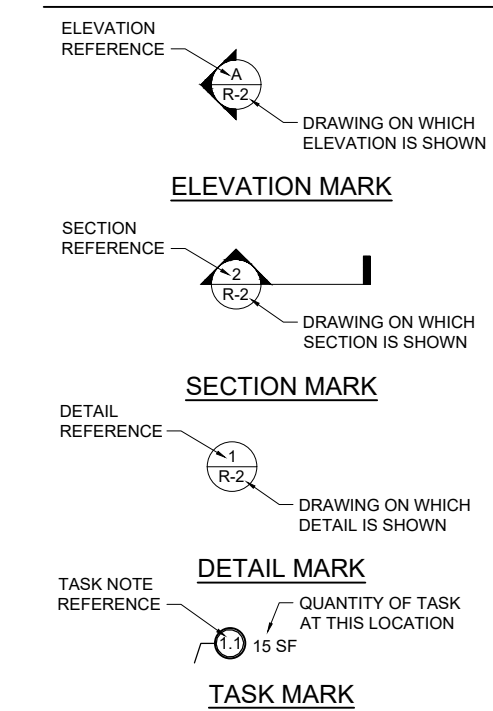 ELEVATION
REFERENCE
A
R-2
DRAWING ON WHICH
ELEVATION IS SHOWN
ELEVATION MARK
SECTION
REFERENCE
2
R-2
DRAWING ON WHICH
SECTION IS SHOWN
SECTION MARK
DETAIL
REFERENCE
1
R-2
DRAWING ON WHICH
DETAIL IS SHOWN
DETAIL MARK
TASK NOTE
REFERENCE
QUANTITY OF TASK
AT THIS LOCATION
1.1 15 SF
TASK MARK